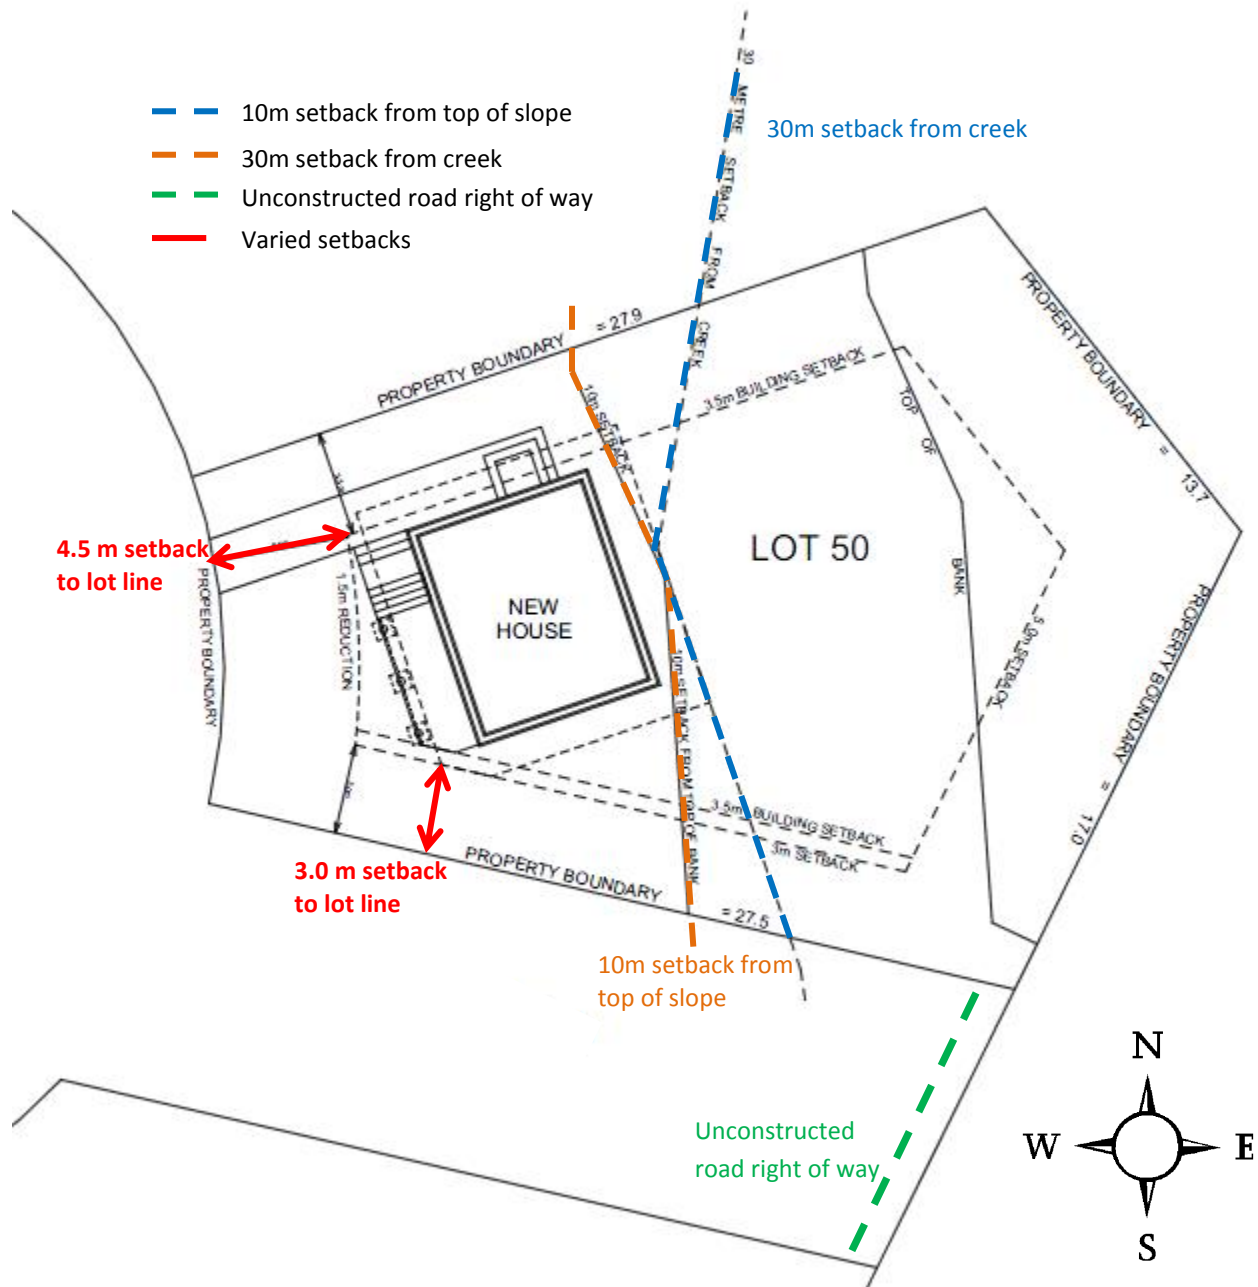 10m setback from top of slope
30m setback from creek
Unconstructed road right of way
Varied setbacks
30 METRE SETBACK FROM CREEK
30m setback from creek
PROPERTY BOUNDARY = 27.9
PROPERTY BOUNDARY = 13.7
10m SETBACK
3.5m BUILDING SETBACK
TOP OF BANK
4.5 m setback
to lot line
PROPERTY BOUNDARY
1.5m REDUCTION
NEW
HOUSE
LOT 50
5.0m SETBACK
PROPERTY BOUNDARY = 17.0
10m SETBACK FROM TOP OF BANK
3.5m BUILDING SETBACK
3m SETBACK
3.0 m setback
to lot line
PROPERTY BOUNDARY = 27.5
10m setback from
top of slope
Unconstructed
road right of way
N
W
E
S